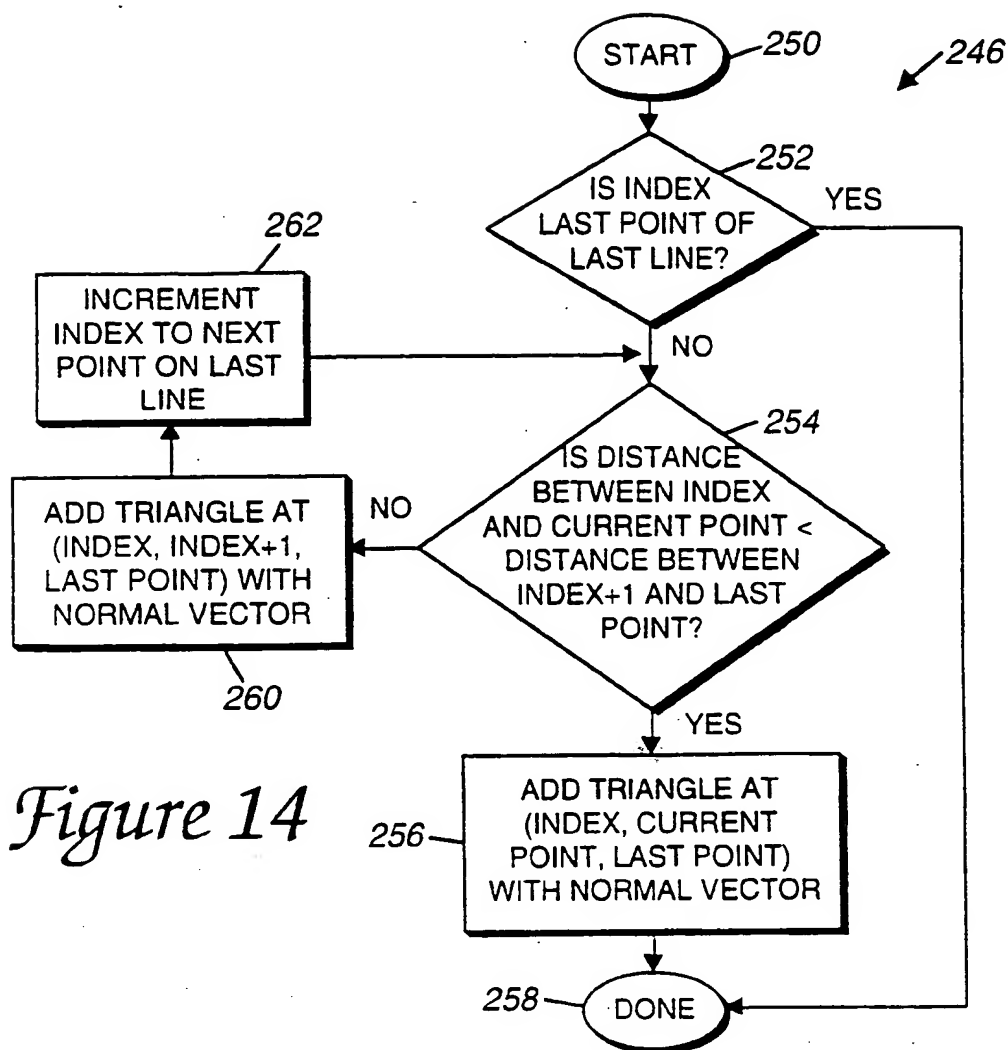 START
250
246
252
IS INDEX
LAST POINT OF
LAST LINE?
YES
262
INCREMENT
INDEX TO NEXT
POINT ON LAST
LINE
NO
254
IS DISTANCE
BETWEEN INDEX
AND CURRENT POINT <
DISTANCE BETWEEN
INDEX+1 AND LAST
POINT?
NO
ADD TRIANGLE AT
(INDEX, INDEX+1,
LAST POINT) WITH
NORMAL VECTOR
260
YES
Figure 14
256
ADD TRIANGLE AT
(INDEX, CURRENT
POINT, LAST POINT)
WITH NORMAL VECTOR
258
DONE